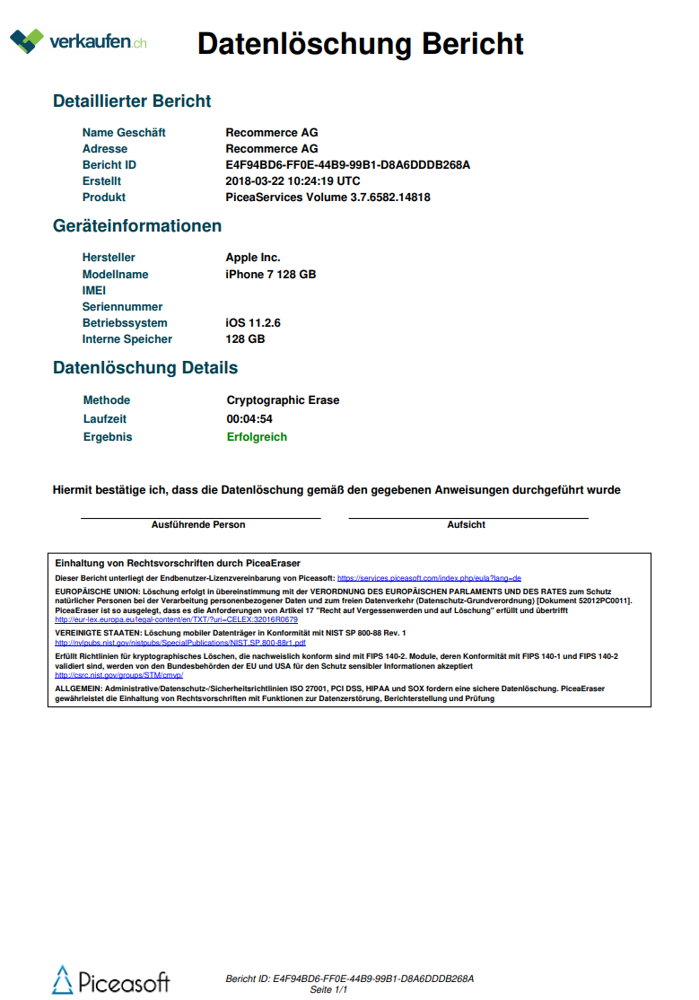 verkaufen.ch
Datenlöschung Bericht
Detaillierter Bericht
Name Geschäft Recommerce AG
Adresse Recommerce AG
Bericht ID E4F94BD6-FF0E-44B9-99B1-D8A6DDDB268A
Erstellt 2018-03-22 10:24:19 UTC
Produkt PiceaServices Volume 3.7.6582.14818
Geräteinformationen
Hersteller Apple Inc.
Modellname iPhone 7 128 GB
IMEI
Seriennummer
Betriebssystem iOS 11.2.6
Interne Speicher 128 GB
Datenlöschung Details
Methode Cryptographic Erase
Laufzeit 00:04:54
Ergebnis Erfolgreich
Hiermit bestätige ich, dass die Datenlöschung gemäß den gegebenen Anweisungen durchgeführt wurde
Ausführende Person Aufsicht
Einhaltung von Rechtsvorschriften durch PiceaEraser
Dieser Bericht unterliegt der Endbenutzer-Lizenzvereinbarung von Piceasoft: https://services.piceasoft.com/index.php/eula?lang=de
EUROPÄISCHE UNION: Löschung erfolgt in übereinstimmung mit der VERORDNUNG DES EUROPÄISCHEN PARLAMENTS UND DES RATES zum Schutz
natürlicher Personen bei der Verarbeitung personenbezogener Daten und zum freien Datenverkehr (Datenschutz-Grundverordnung) [Dokument 52012PC0011].
PiceaEraser ist so ausgelegt, dass es die Anforderungen von Artikel 17 "Recht auf Vergessenwerden und auf Löschung" erfüllt und übertrifft
http://eur-lex.europa.eu/legal-content/en/TXT/?uri=CELEX:32016R0679
VEREINIGTE STAATEN: Löschung mobiler Datenträger in Konformität mit NIST SP 800-88 Rev. 1
http://nvlpubs.nist.gov/nistpubs/SpecialPublications/NIST.SP.800-88r1.pdf
Erfüllt Richtlinien für kryptographisches Löschen, die nachweislich konform sind mit FIPS 140-2. Module, deren Konformität mit FIPS 140-1 und FIPS 140-2
validiert sind, werden von den Bundesbehörden der EU und USA für den Schutz sensibler Informationen akzeptiert
http://csrc.nist.gov/groups/STM/cmvp/
ALLGEMEIN: Administrative/Datenschutz-/Sicherheitsrichtlinien ISO 27001, PCI DSS, HIPAA und SOX fordern eine sichere Datenlöschung. PiceaEraser
gewährleistet die Einhaltung von Rechtsvorschriften mit Funktionen zur Datenzerstörung, Berichterstellung und Prüfung
Piceasoft
Bericht ID: E4F94BD6-FF0E-44B9-99B1-D8A6DDDB268A
Seite 1/1